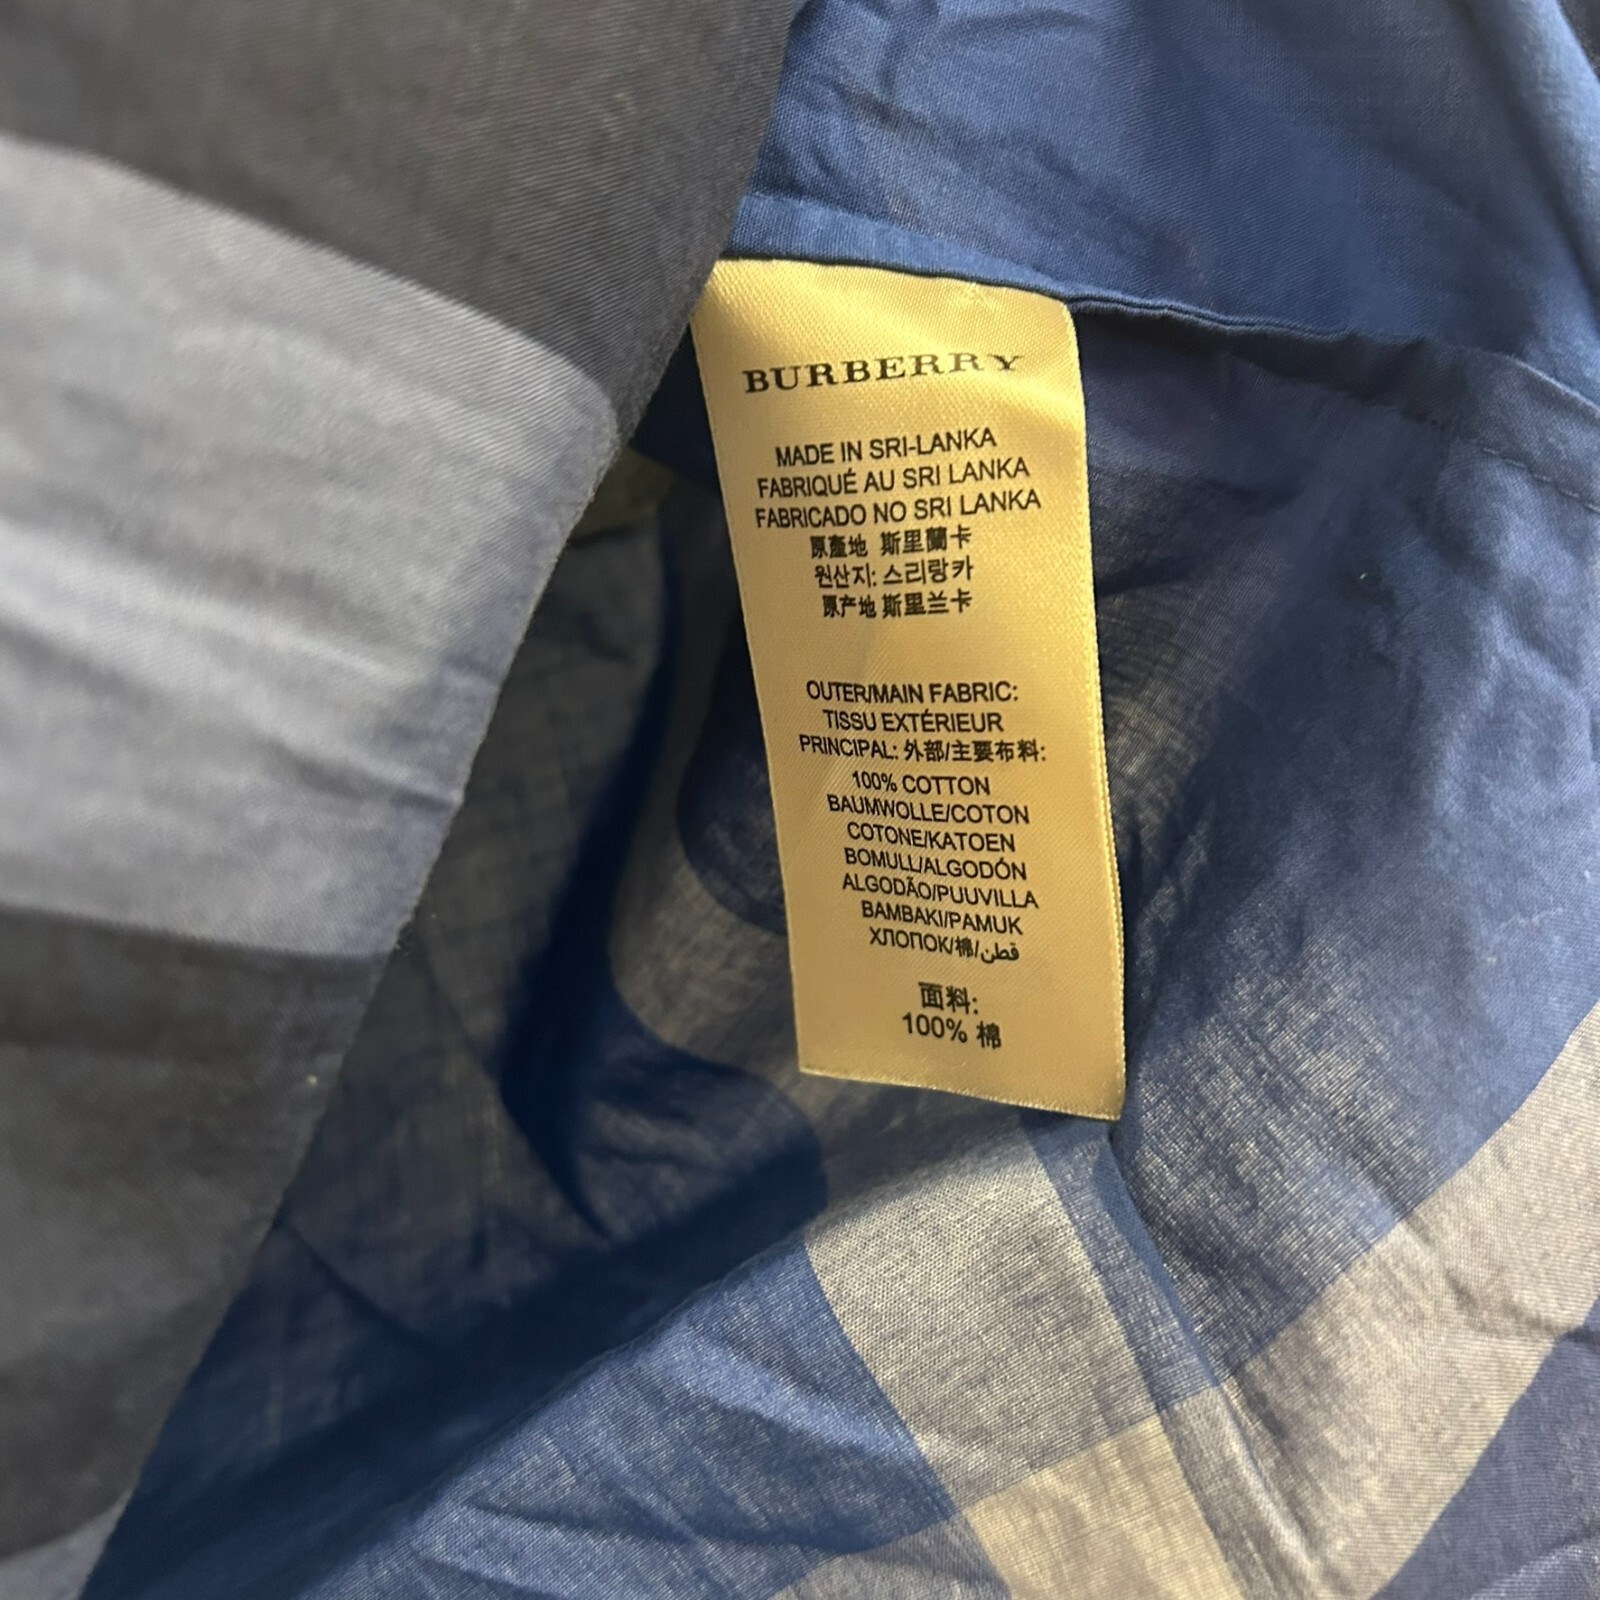 BURBERRY
MADE IN SRI-LANKA
FABRIQUÉ AU SRI LANKA
FABRICADO NO SRI LANKA
原產地 斯里蘭卡
원산지: 스리랑카
原产地 斯里兰卡
OUTER/MAIN FABRIC:
TISSU EXTÉRIEUR
PRINCIPAL: 外部/主要布料:
100% COTTON
BAUMWOLLE/COTON
COTONE/KATOEN
BOMULL/ALGODÓN
ALGODÃO/PUUVILLA
BAMBAKI/PAMUK
ХЛОПОК/棉/قطن
面料:
100% 棉